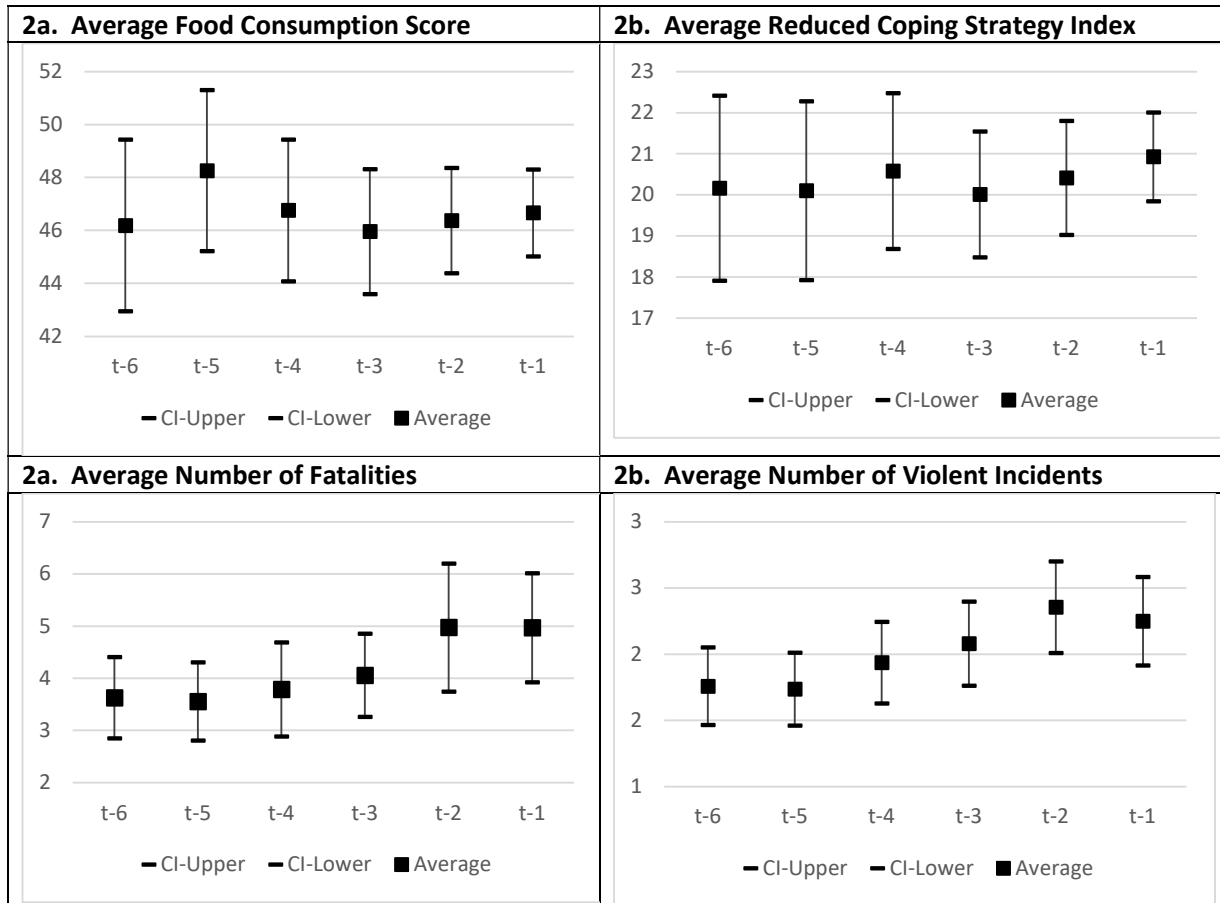 2a. Average Food Consumption Score
52
50
48
46
44
42
t-6 t-5 t-4 t-3 t-2 t-1
CI-Upper CI-Lower Average
2b. Average Reduced Coping Strategy Index
23
22
21
20
19
18
17
t-6 t-5 t-4 t-3 t-2 t-1
CI-Upper CI-Lower Average
2a. Average Number of Fatalities
7
6
5
4
3
2
t-6 t-5 t-4 t-3 t-2 t-1
CI-Upper CI-Lower Average
2b. Average Number of Violent Incidents
3
3
2
2
1
t-6 t-5 t-4 t-3 t-2 t-1
CI-Upper CI-Lower Average